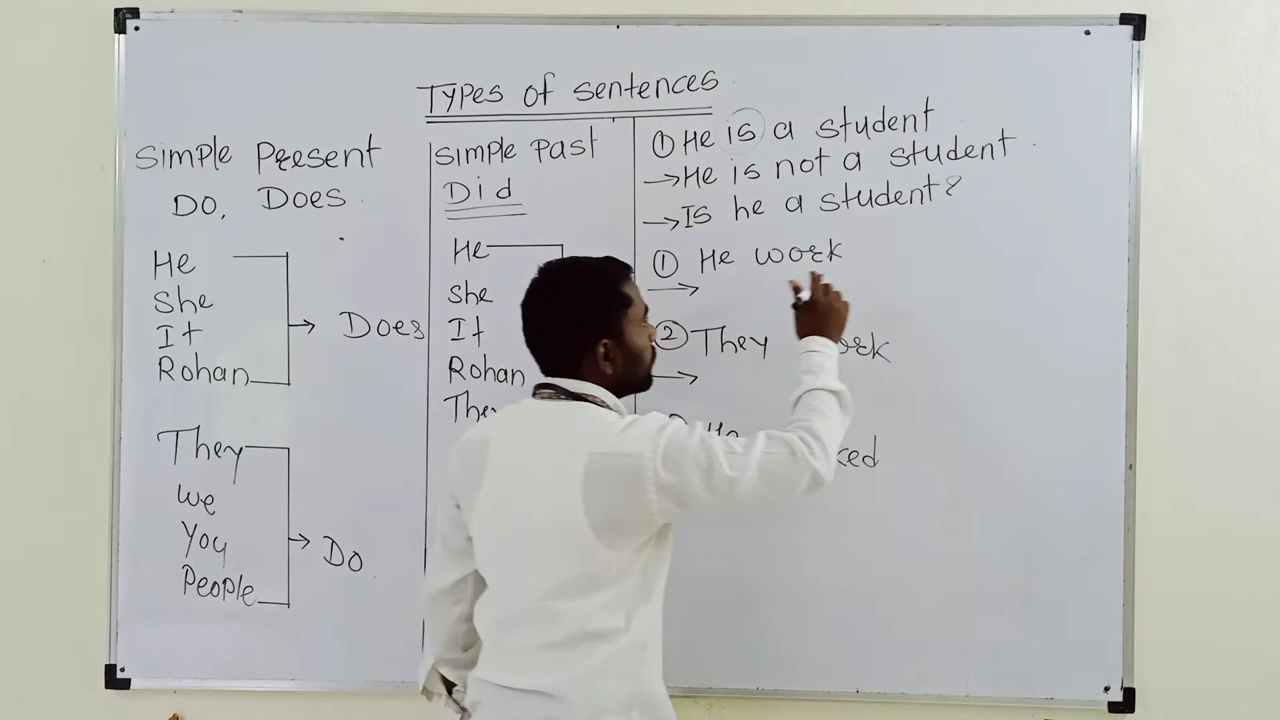 Types of sentences
Simple Present
DO, Does
He
She
It
Rohan
Does
They
We
You
People
Do
Simple Past
Did
He
She
It
Rohan
① He is a student
→ He is not a student
→ Is he a student?
① He work
→
② They
→